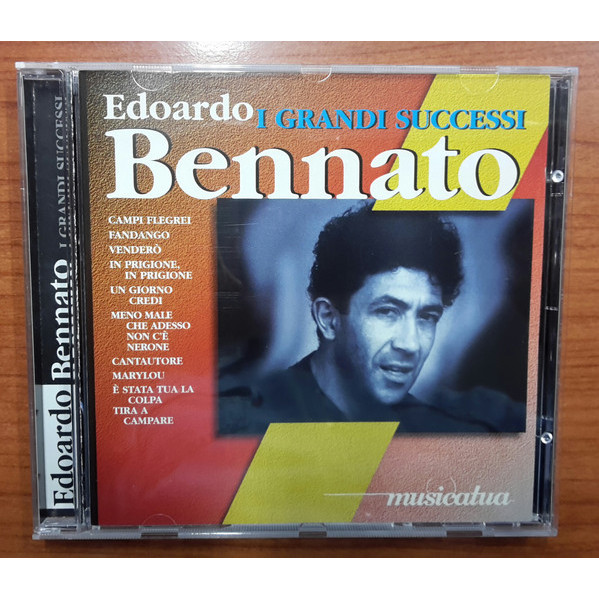 Edoardo
I GRANDI SUCCESSI
Bennato
CAMPI FLEGREI
FANDANGO
VENDERÒ
IN PRIGIONE,
IN PRIGIONE
UN GIORNO
CREDI
MENO MALE
CHE ADESSO
NON C'È
NERONE
CANTAUTORE
MARYLOU
È STATA TUA LA
COLPA
TIRA A
CAMPARE
musicatua
Edoardo Bennato I GRANDI SUCCESSI